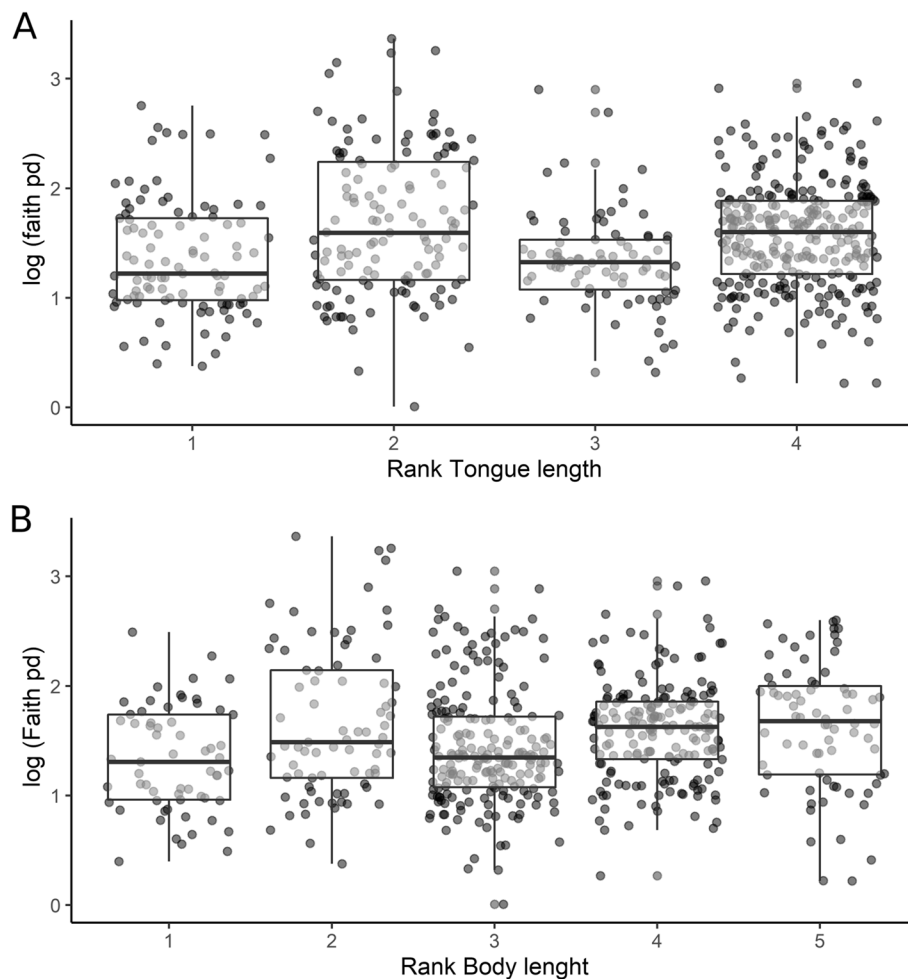 A
log (faith pd)
3
2
1
0
1 2 3 4
Rank Tongue length
B
log (Faith pd)
3
2
1
0
1 2 3 4 5
Rank Body lenght